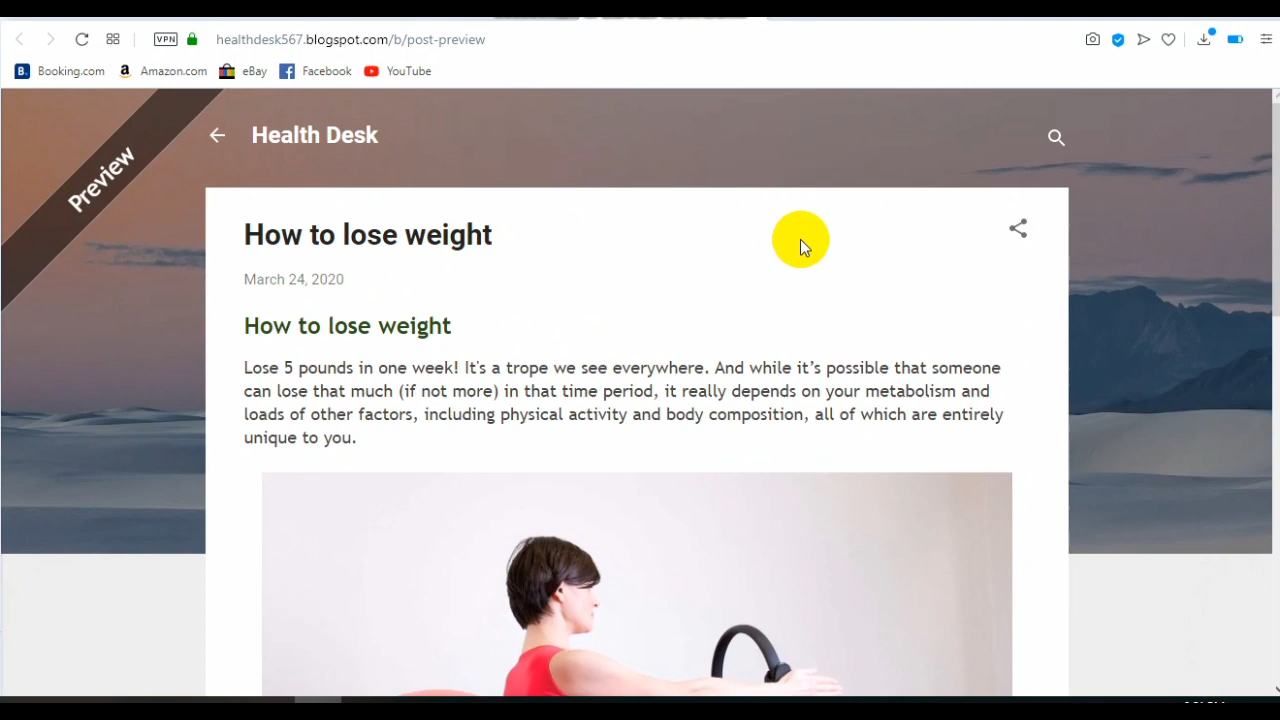 VPN
healthdesk567.blogspot.com/b/post-preview
B. Booking.com
a Amazon.com
eBay
Facebook
YouTube
Preview
Health Desk
How to lose weight
March 24, 2020
How to lose weight
Lose 5 pounds in one week! It's a trope we see everywhere. And while it’s possible that someone
can lose that much (if not more) in that time period, it really depends on your metabolism and
loads of other factors, including physical activity and body composition, all of which are entirely
unique to you.